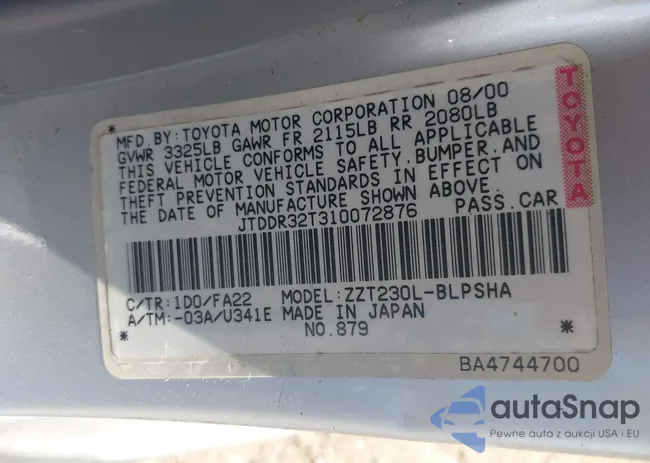 MFD.BY:TOYOTA MOTOR CORPORATION 08/00
GVWR 3325LB GAWR FR 2115LB RR 2080LB
THIS VEHICLE CONFORMS TO ALL APPLICABLE
FEDERAL MOTOR VEHICLE SAFETY,BUMPER,AND
THEFT PREVENTION STANDARDS IN EFFECT ON
THE DATE OF MANUFACTURE SHOWN ABOVE.
JTDDR32T310072876 PASS.CAR
TOYOTA
C/TR:1D0/FA22 MODEL:ZZT230L-BLPSHA
A/TM:-03A/U341E MADE IN JAPAN
* NO.879 *
BA4744700
autaSnap
Pewne auta z aukcji USA i EU